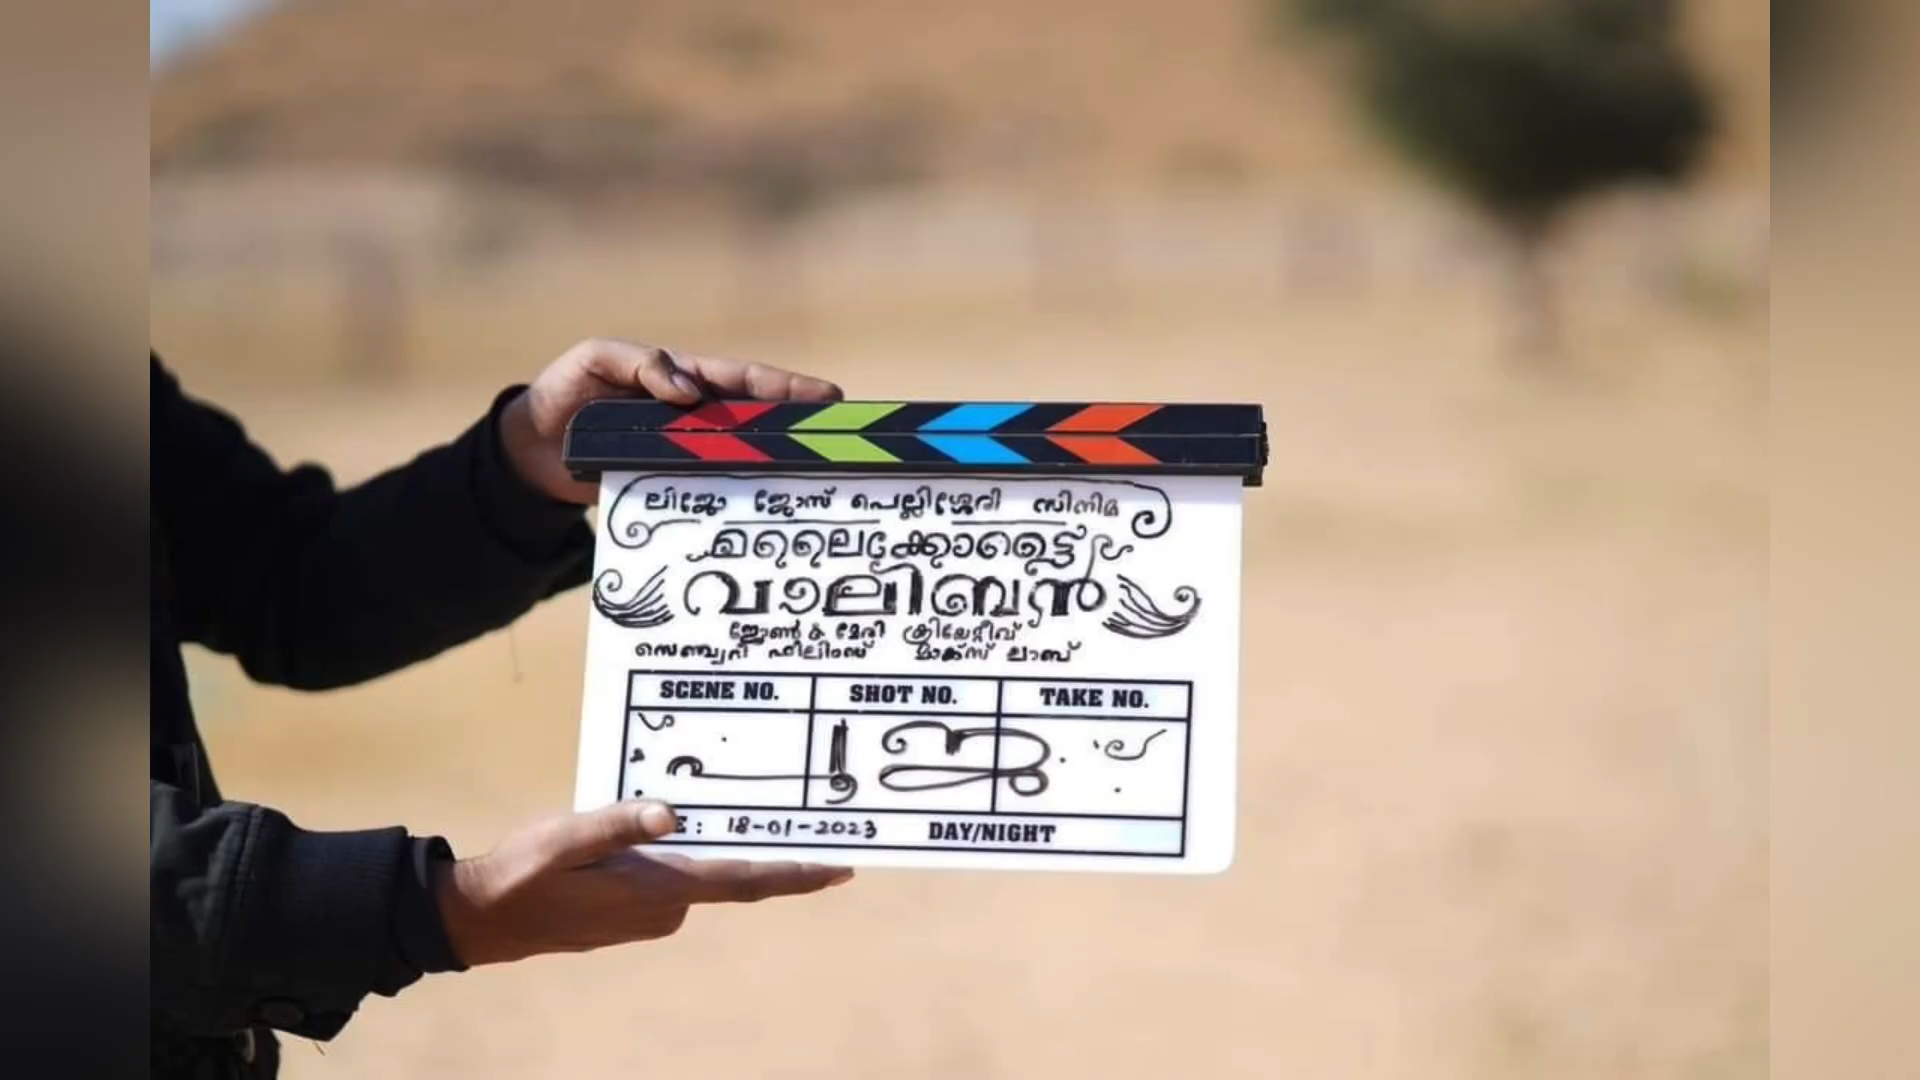 ലിജോ ജോസ് പെല്ലിശ്ശേരി സിനിമ
മലൈക്കോട്ടൈ
വാലിബൻ
ജോൺ & മേരി ക്രിയേറ്റീവ്
സെഞ്ച്വറി ഫിലിംസ് മാക്സ് ലാബ്
SCENE NO. SHOT NO. TAKE NO.
പൂജ
E : 18-01-2023 DAY/NIGHT